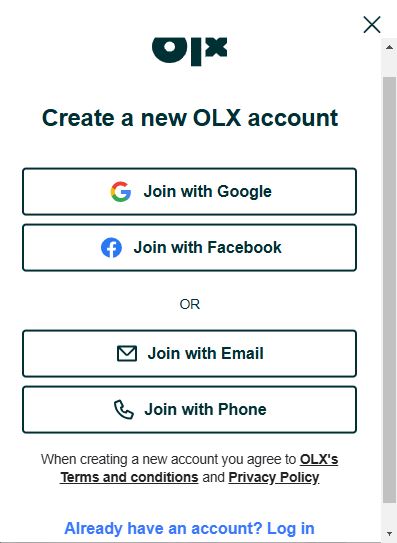 olx
Create a new OLX account
Join with Google
Join with Facebook
OR
Join with Email
Join with Phone
When creating a new account you agree to OLX's
Terms and conditions and Privacy Policy
Already have an account? Log in